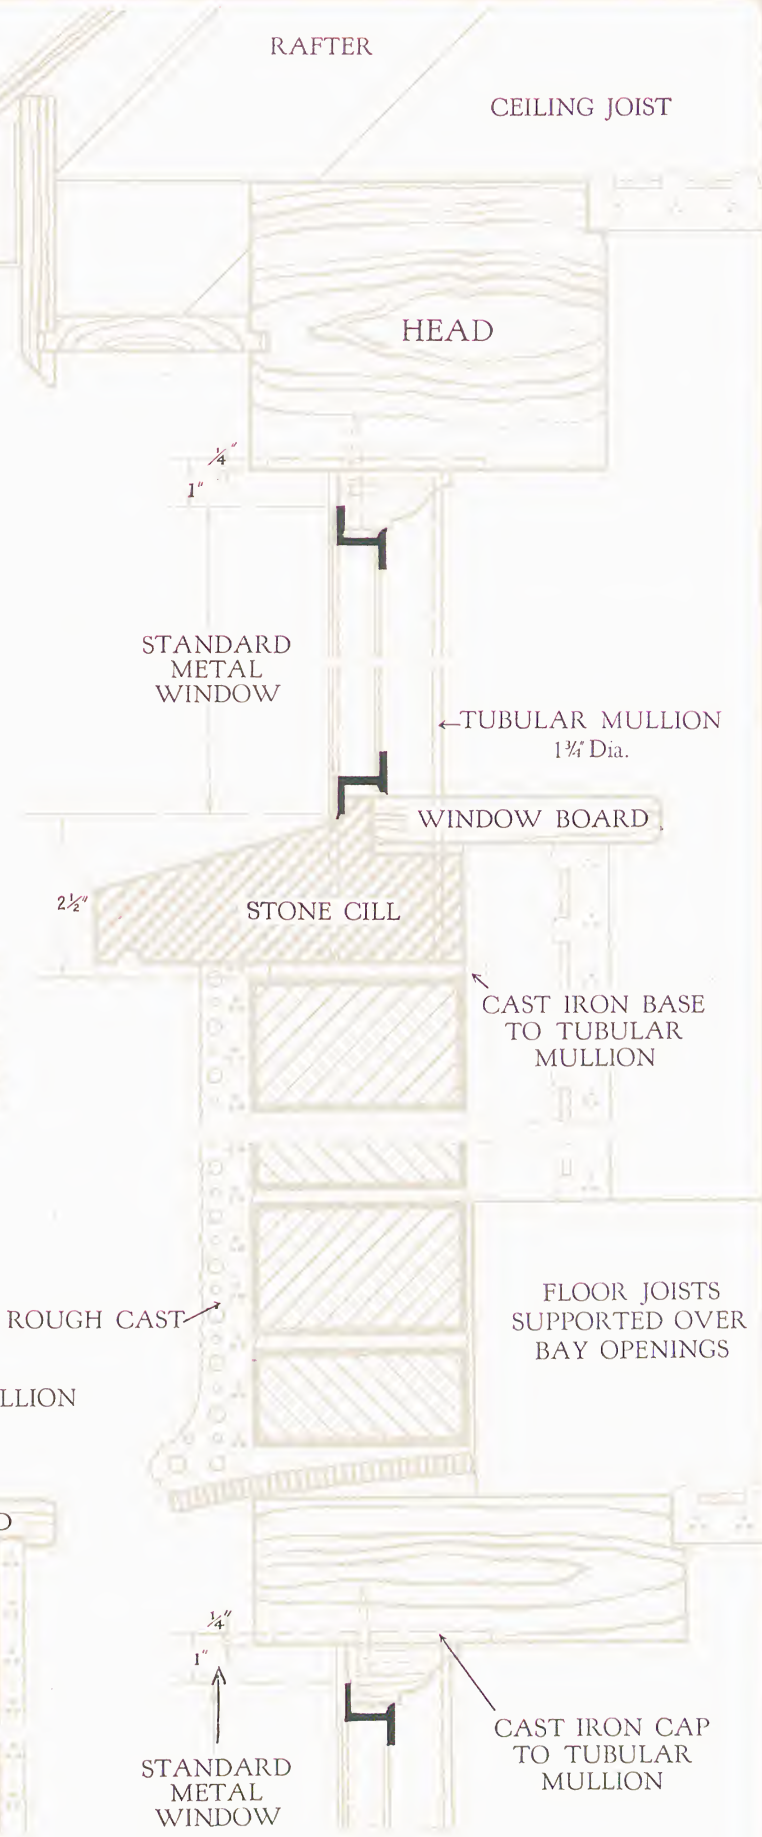 RAFTER
CEILING JOIST
HEAD
¼"
1"
STANDARD
METAL
WINDOW
←TUBULAR MULLION
1¾" Dia.
WINDOW BOARD
2½"
STONE CILL
CAST IRON BASE
TO TUBULAR
MULLION
ROUGH CAST
FLOOR JOISTS
SUPPORTED OVER
BAY OPENINGS
LLION
D
¼"
1"
STANDARD
METAL
WINDOW
CAST IRON CAP
TO TUBULAR
MULLION